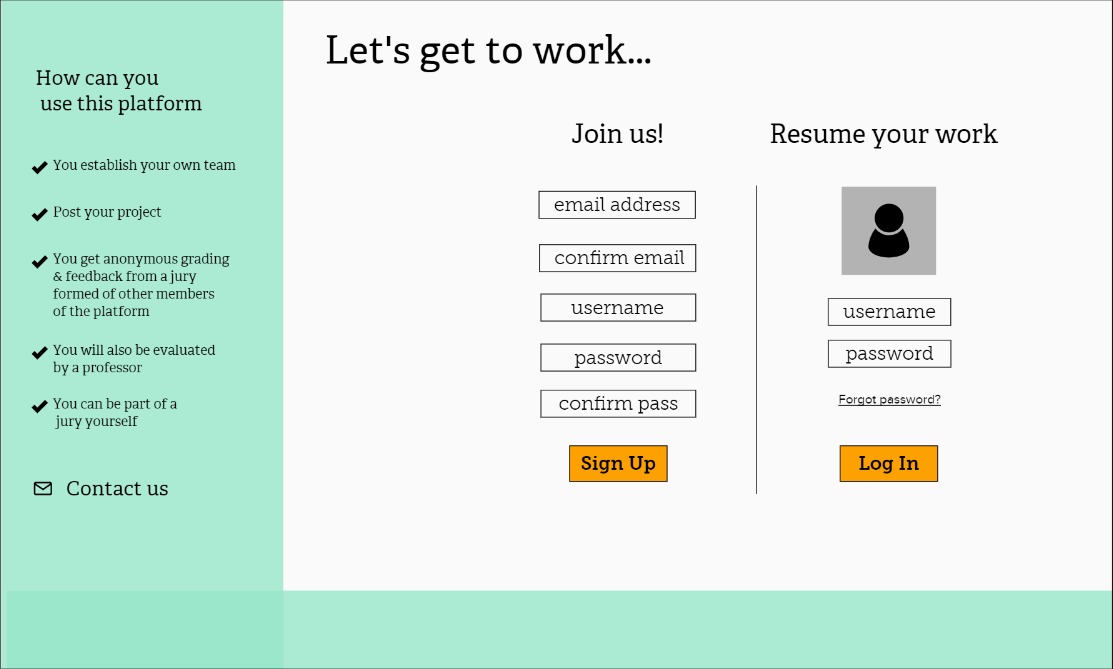 How can you
use this platform
You establish your own team
Post your project
You get anonymous grading
& feedback from a jury
formed of other members
of the platform
You will also be evaluated
by a professor
You can be part of a
jury yourself
Contact us
Let's get to work...
Join us!
email address
confirm email
username
password
confirm pass
Sign Up
Resume your work
username
password
Forgot password?
Log In